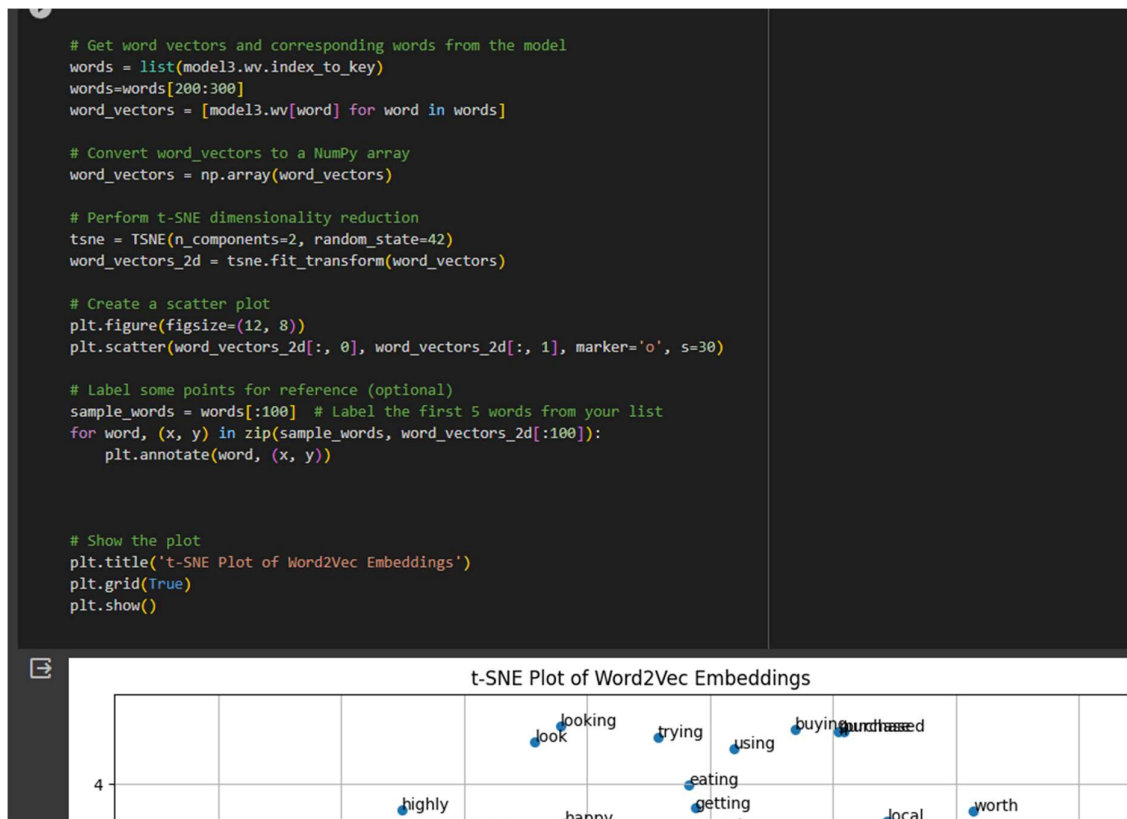 # Get word vectors and corresponding words from the model
words = list(model3.wv.index_to_key)
words=words[200:300]
word_vectors = [model3.wv[word] for word in words]
# Convert word_vectors to a NumPy array
word_vectors = np.array(word_vectors)
# Perform t-SNE dimensionality reduction
tsne = TSNE(n_components=2, random_state=42)
word_vectors_2d = tsne.fit_transform(word_vectors)
# Create a scatter plot
plt.figure(figsize=(12, 8))
plt.scatter(word_vectors_2d[:, 0], word_vectors_2d[:, 1], marker='o', s=30)
# Label some points for reference (optional)
sample_words = words[:100]  # Label the first 5 words from your list
for word, (x, y) in zip(sample_words, word_vectors_2d[:100]):
    plt.annotate(word, (x, y))
# Show the plot
plt.title('t-SNE Plot of Word2Vec Embeddings')
plt.grid(True)
plt.show()
t-SNE Plot of Word2Vec Embeddings
looking
look
trying
using
buying
purchased
4
eating
getting
highly
happy
local
worth